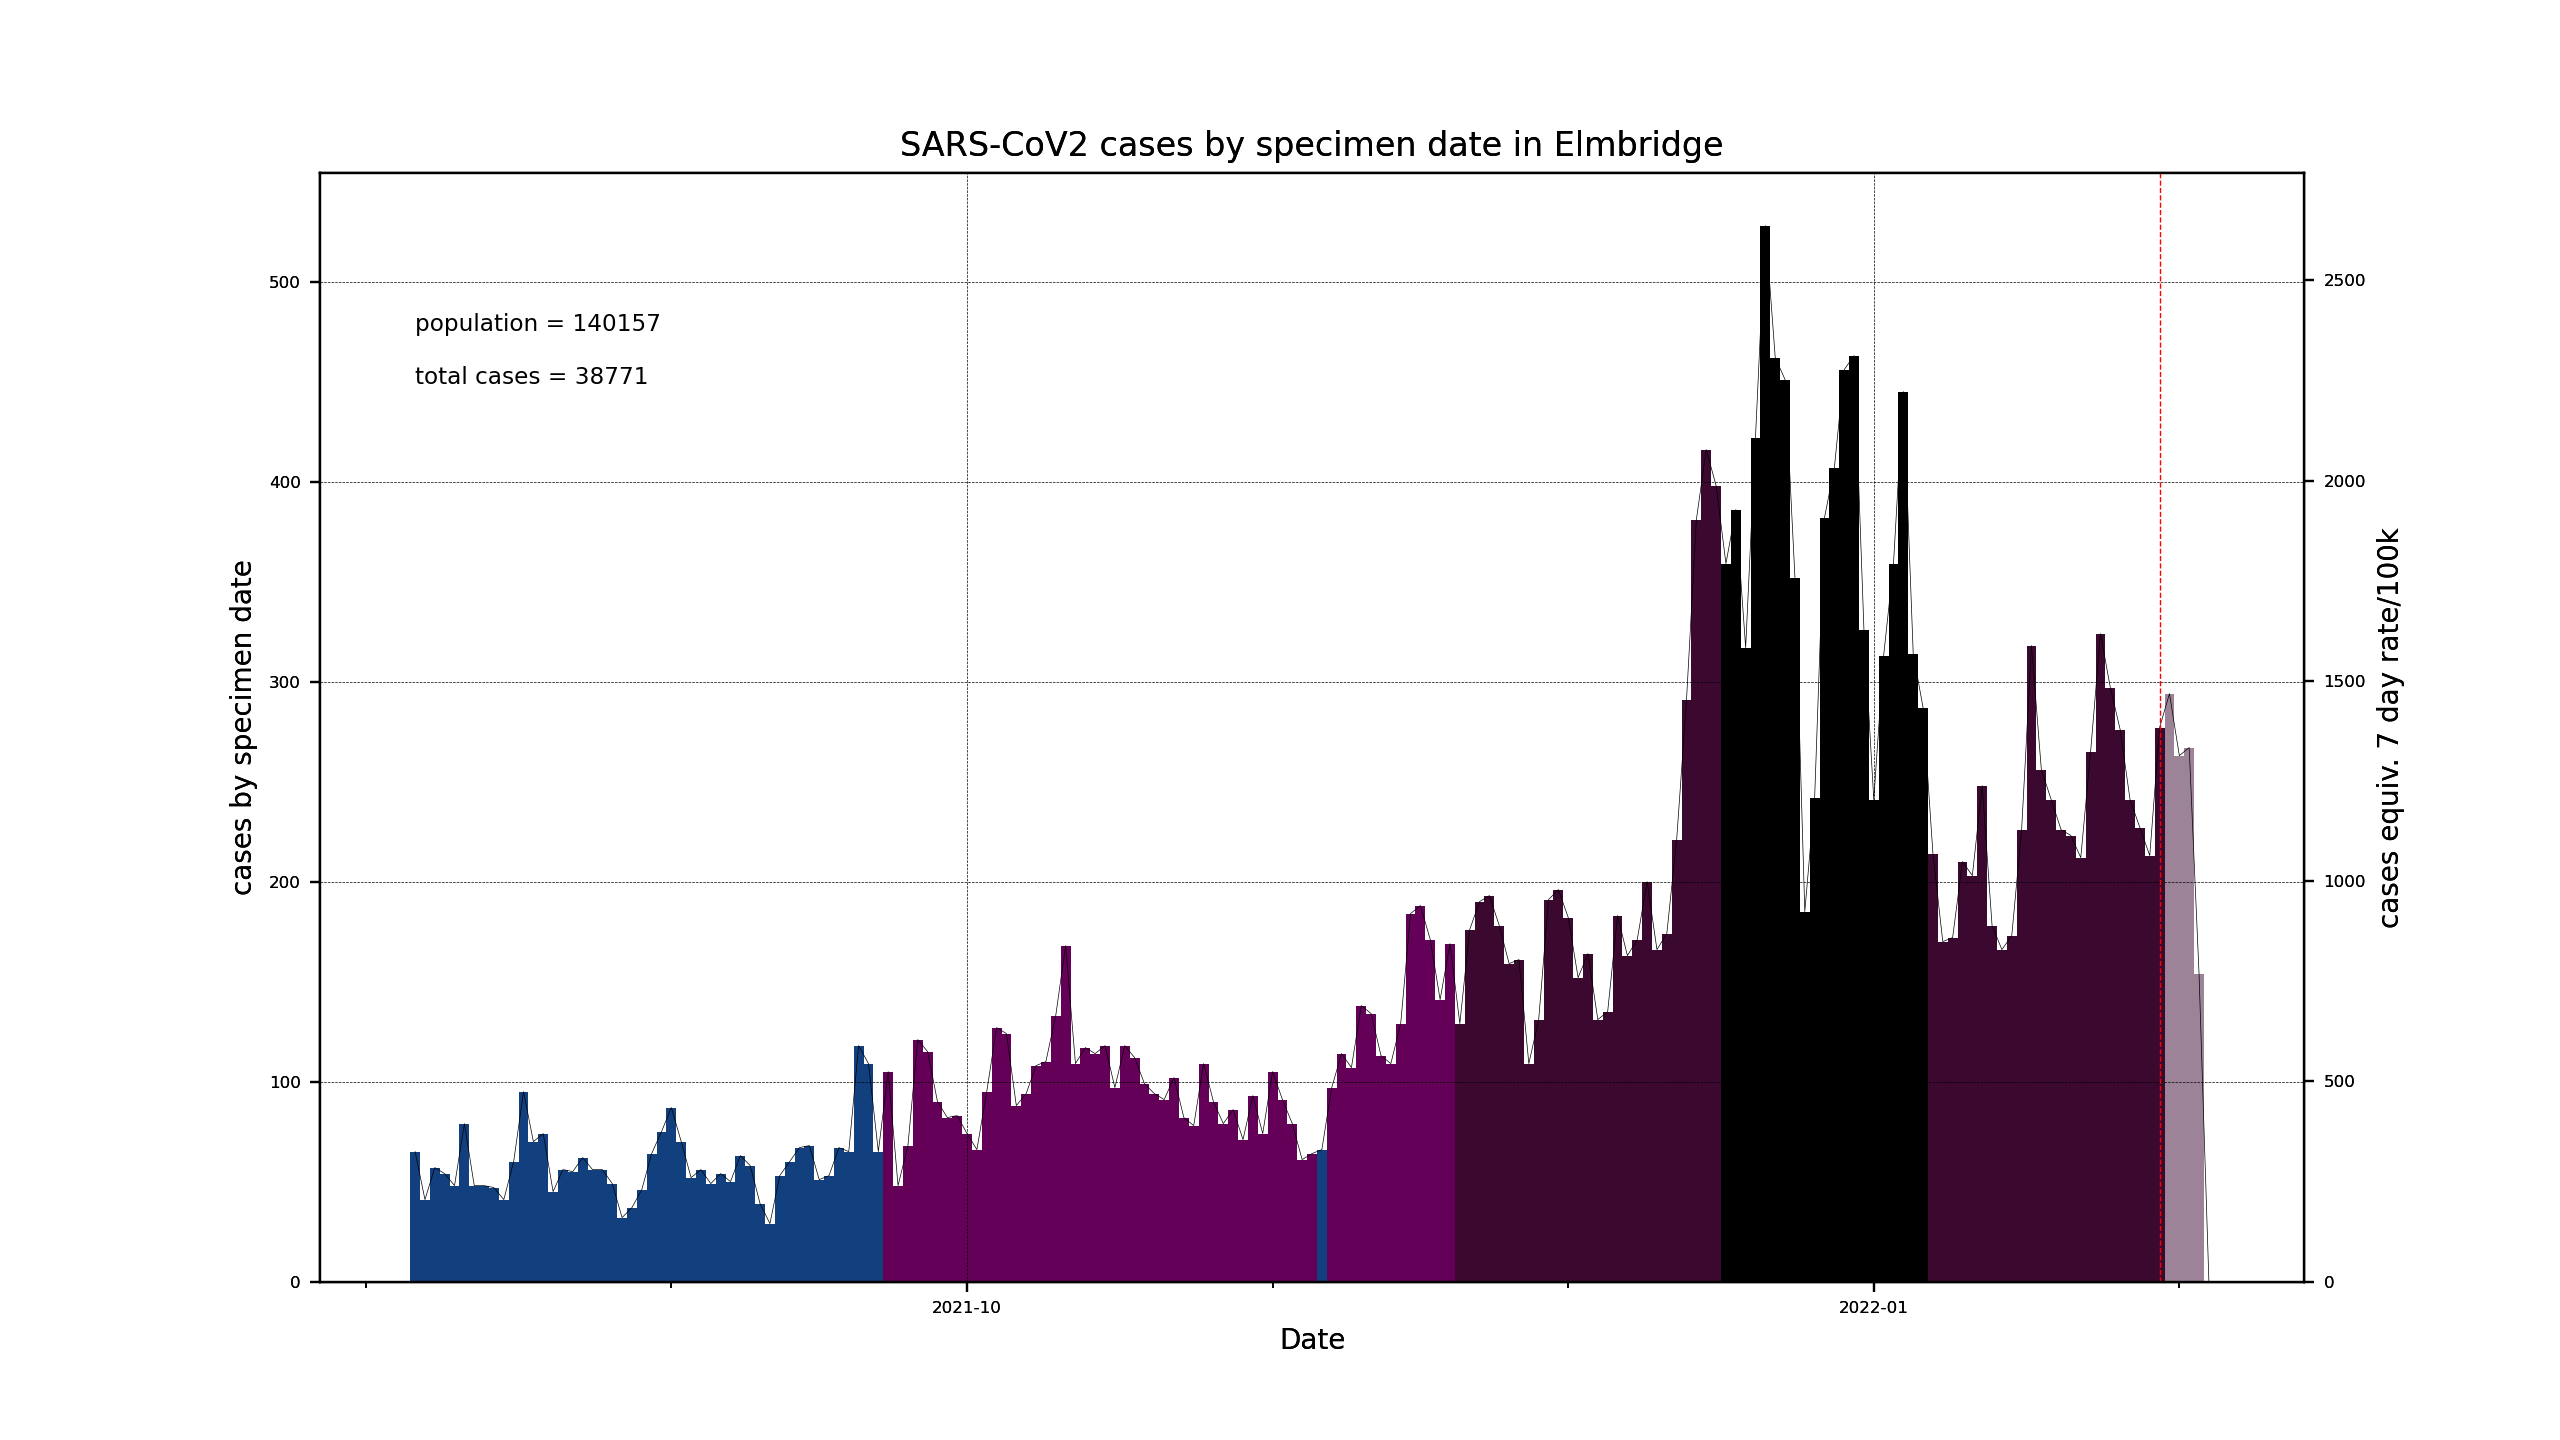 SARS-CoV2 cases by specimen date in Elmbridge
population = 140157
total cases = 38771
cases by specimen date
500
400
300
200
100
0
2500
2000
1500
1000
500
0
cases equiv. 7 day rate/100k
2021-10
2022-01
Date